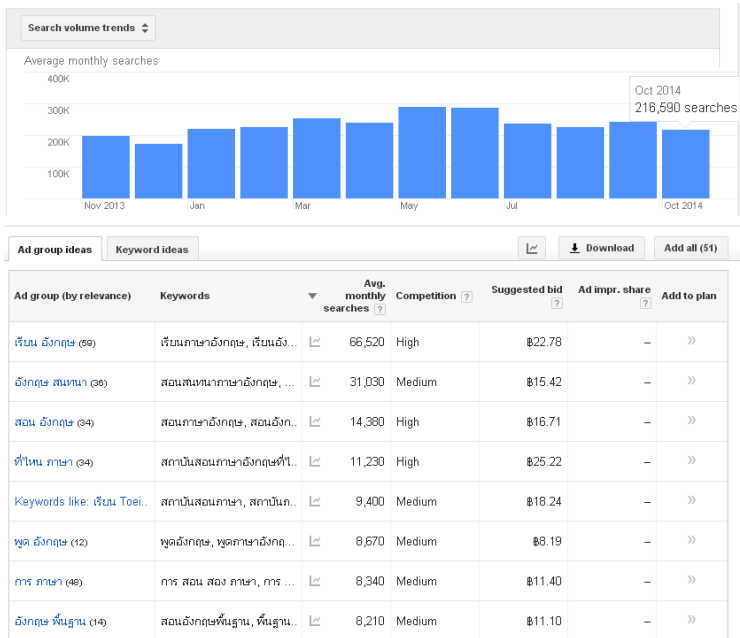 Search volume trends
Average monthly searches
400K
300K
200K
100K
Oct 2014
216,590 searches
Nov 2013 Jan Mar May Jul Oct 2014
Ad group ideas Keyword ideas Download Add all (51)
Ad group (by relevance) Keywords Avg. monthly searches ? Competition ? Suggested bid ? Ad impr. share ? Add to plan
เรียน อังกฤษ (59) เรียนภาษาอังกฤษ, เรียนอัง... 66,520 High ฿22.78 – »
อังกฤษ สนทนา (36) สอนสนทนาภาษาอังกฤษ, ... 31,030 Medium ฿15.42 – »
สอน อังกฤษ (34) สอนภาษาอังกฤษ, สอนอังก... 14,380 High ฿16.71 – »
ที่ไหน ภาษา (34) สถาบันสอนภาษาอังกฤษที่ไ... 11,230 High ฿25.22 – »
Keywords like: เรียน Toei... สถาบันสอนภาษา, สถาบันภ... 9,400 Medium ฿18.24 – »
พูด อังกฤษ (12) พูดอังกฤษ, พูดภาษาอังกฤ... 8,670 Medium ฿8.19 – »
การ ภาษา (48) การ สอน สอง ภาษา, การ ... 8,340 Medium ฿11.40 – »
อังกฤษ พื้นฐาน (14) สอนอังกฤษพื้นฐาน, พื้นฐาน... 8,210 Medium ฿11.10 – »